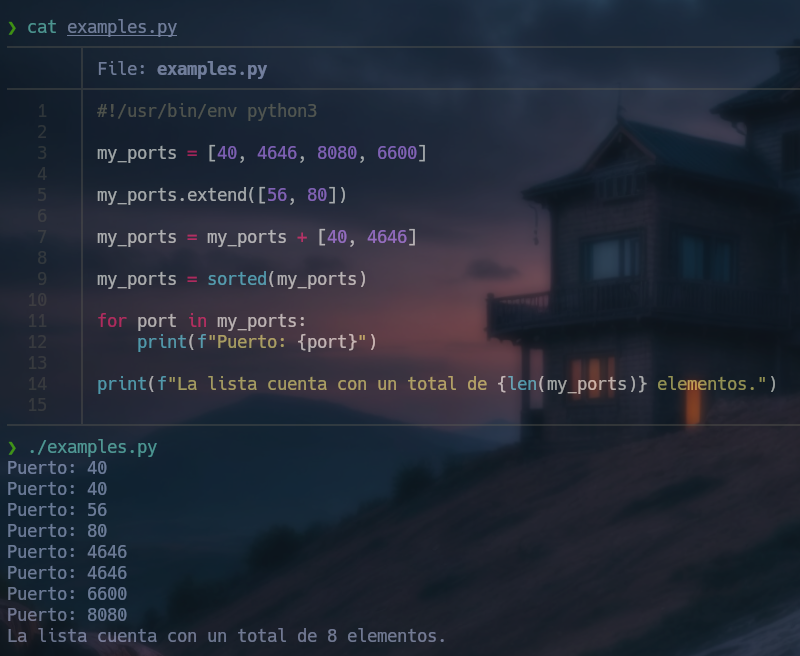 ❯ cat examples.py
File: examples.py
1 #!/usr/bin/env python3
2
3 my_ports = [40, 4646, 8080, 6600]
4
5 my_ports.extend([56, 80])
6
7 my_ports = my_ports + [40, 4646]
8
9 my_ports = sorted(my_ports)
10
11 for port in my_ports:
12     print(f"Puerto: {port}")
13
14 print(f"La lista cuenta con un total de {len(my_ports)} elementos.")
15
❯ ./examples.py
Puerto: 40
Puerto: 40
Puerto: 56
Puerto: 80
Puerto: 4646
Puerto: 4646
Puerto: 6600
Puerto: 8080
La lista cuenta con un total de 8 elementos.